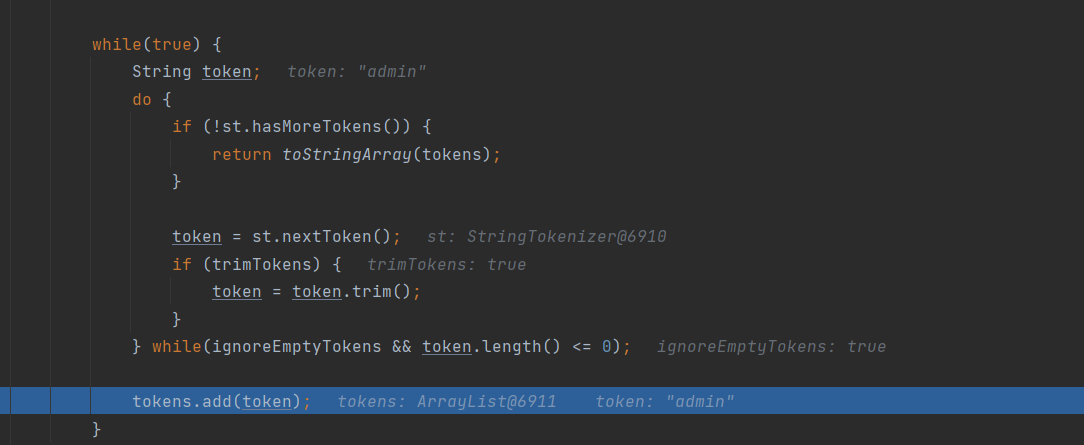 while(true) {
String token; token: "admin"
do {
if (!st.hasMoreTokens()) {
return toStringArray(tokens);
}
token = st.nextToken(); st: StringTokenizer@6910
if (trimTokens) { trimTokens: true
token = token.trim();
}
} while(ignoreEmptyTokens && token.length() <= 0); ignoreEmptyTokens: true
tokens.add(token); tokens: ArrayList@6911 token: "admin"
}